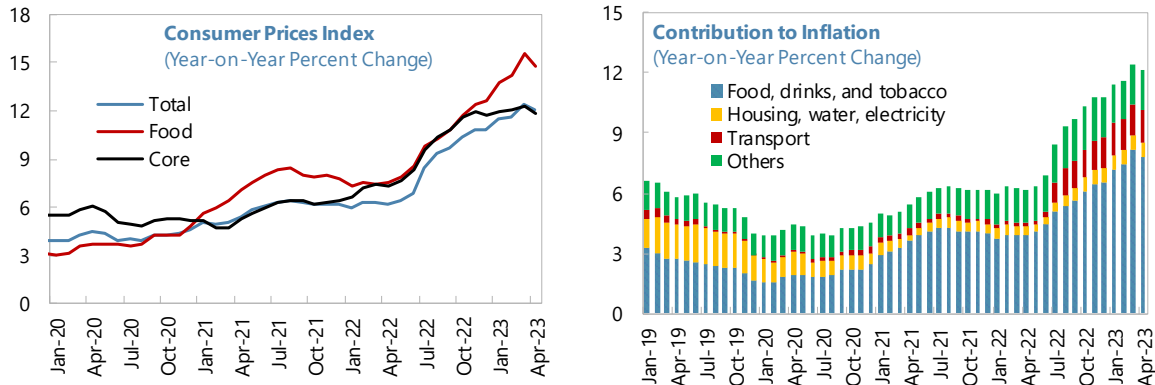 Consumer Prices Index
(Year-on-Year Percent Change)
Total
Food
Core
18
15
12
9
6
3
0
Jan-20
Apr-20
Jul-20
Oct-20
Jan-21
Apr-21
Jul-21
Oct-21
Jan-22
Apr-22
Jul-22
Oct-22
Jan-23
Apr-23
Contribution to Inflation
(Year-on-Year Percent Change)
Food, drinks, and tobacco
Housing, water, electricity
Transport
Others
15
12
9
6
3
0
Jan-19
Apr-19
Jul-19
Oct-19
Jan-20
Apr-20
Jul-20
Oct-20
Jan-21
Apr-21
Jul-21
Oct-21
Jan-22
Apr-22
Jul-22
Oct-22
Jan-23
Apr-23